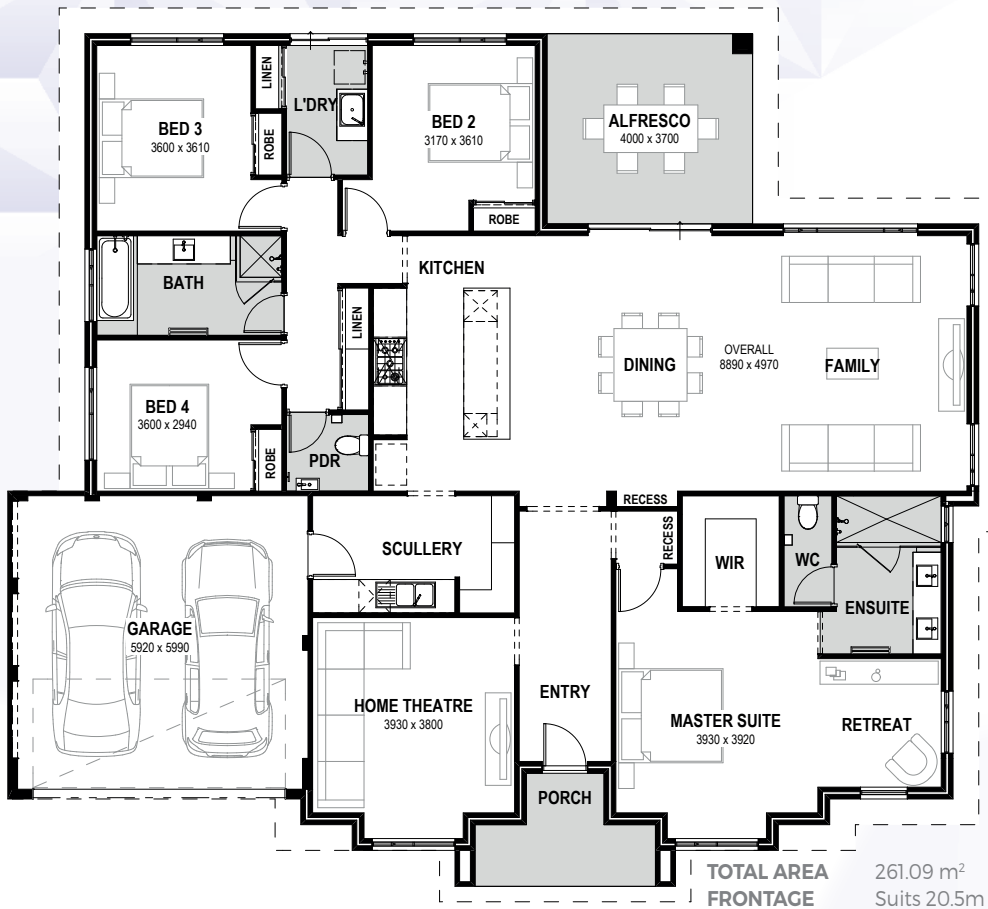 LINEN
L'DRY
BED 3
3600 x 3610
ROBE
BED 2
3170 x 3610
ROBE
ALFRESCO
4000 x 3700
KITCHEN
BATH
LINEN
DINING
OVERALL
8890 x 4970
FAMILY
BED 4
3600 x 2940
ROBE
PDR
RECESS
RECESS
SCULLERY
WIR
WC
ENSUITE
GARAGE
5920 x 5990
HOME THEATRE
3930 x 3800
ENTRY
MASTER SUITE
3930 x 3920
RETREAT
PORCH
TOTAL AREA 261.09 m²
FRONTAGE Suits 20.5m